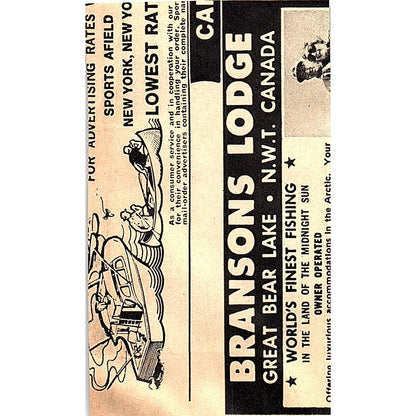 FOR ADVERTISING RATES
SPORTS AFIELD
NEW YORK, NEW YO
LOWEST RAT
As a consumer service and in cooperation with our
for their convenience in handling your order, Spor
mail-order advertisers containing their complete nar
CA
BRANSONS LODGE
GREAT BEAR LAKE • N.W.T. CANADA
★ WORLD'S FINEST FISHING ★
IN THE LAND OF THE MIDNIGHT SUN
OWNER OPERATED
Offering luxurious accommodations in the Arctic. Your